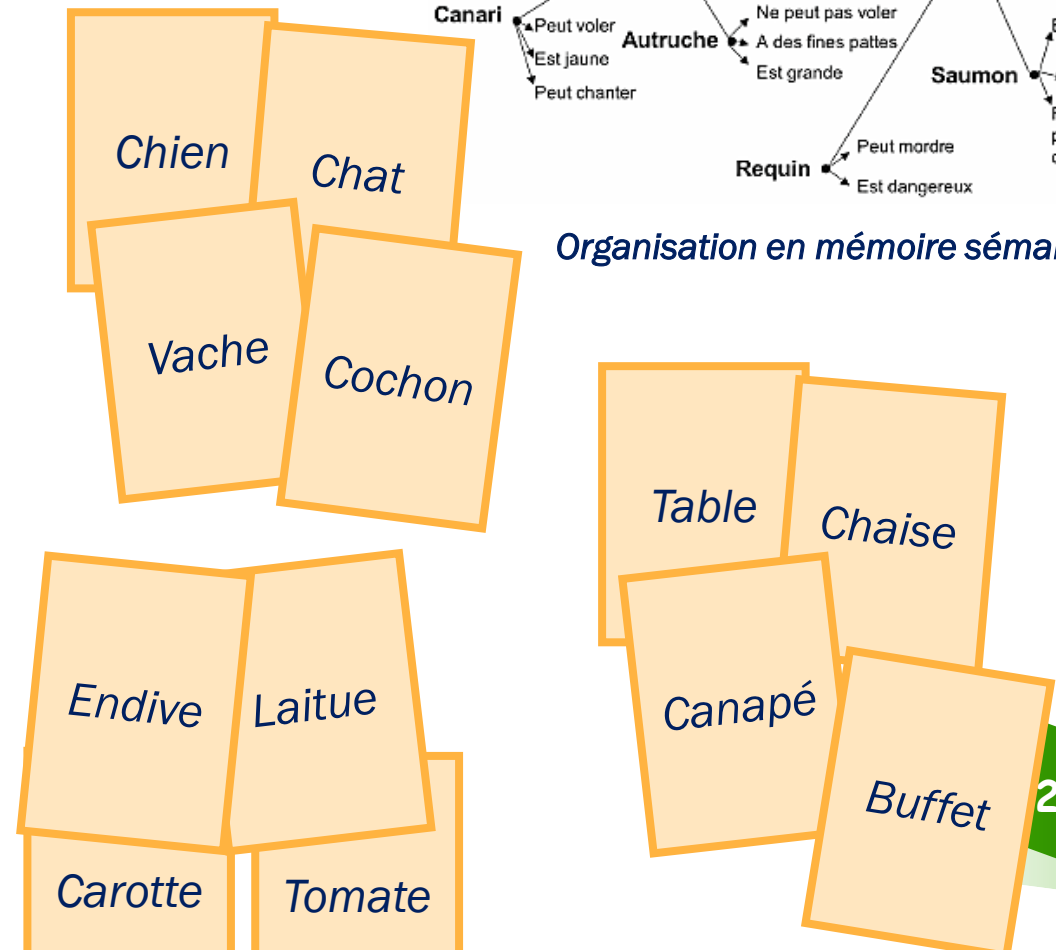 Canari
Peut voler
Est jaune
Peut chanter
Autruche
Ne peut pas voler
A des fines pattes
Est grande
Saumon
Requin
Peut mordre
Est dangereux
Organisation en mémoire
Chien
Chat
Vache
Cochon
Table
Chaise
Canapé
Buffet
Endive
Laitue
Carotte
Tomate
2